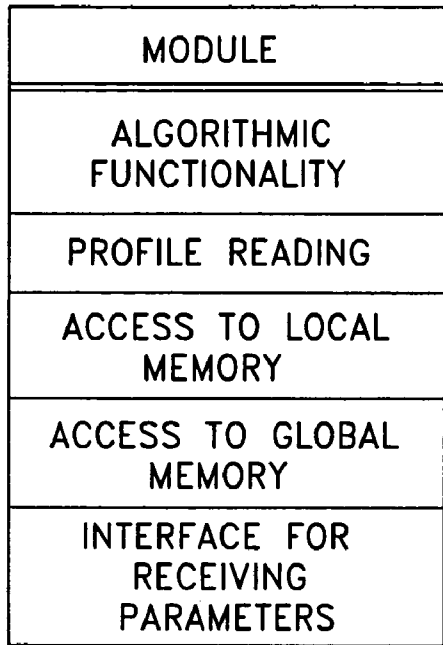 MODULE
ALGORITHMIC
FUNCTIONALITY
PROFILE READING
ACCESS TO LOCAL
MEMORY
ACCESS TO GLOBAL
MEMORY
INTERFACE FOR
RECEIVING
PARAMETERS